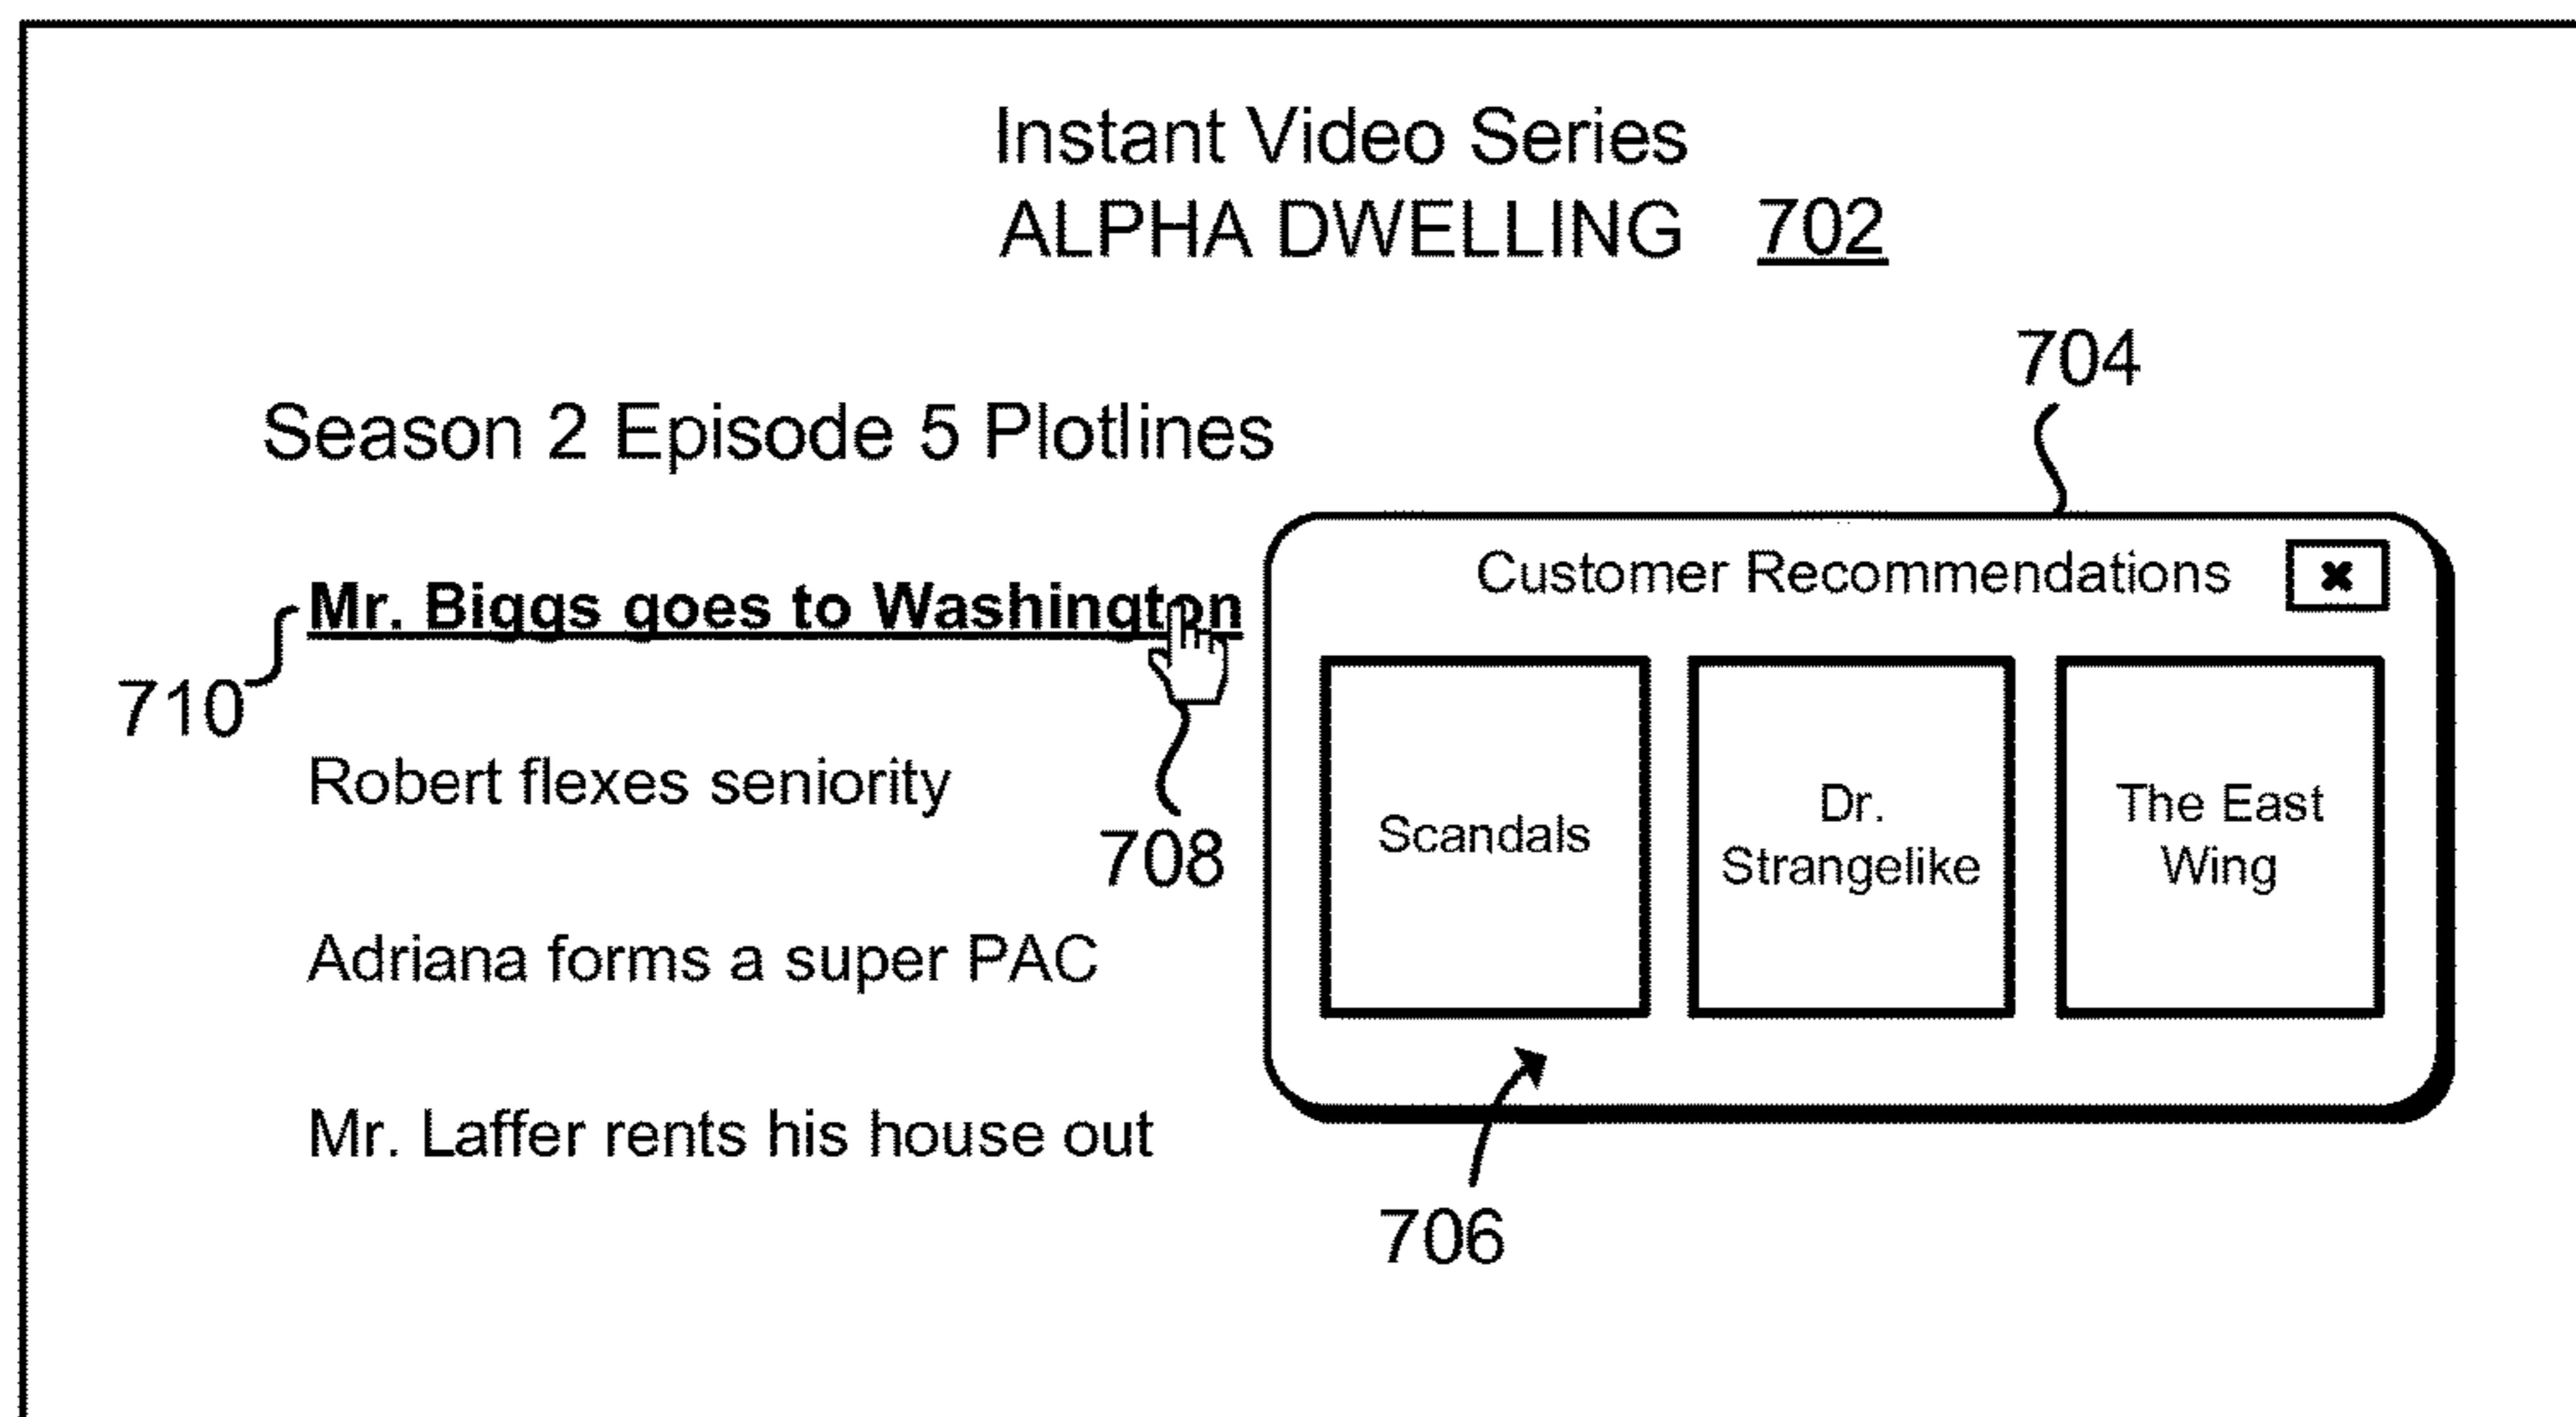 Instant Video Series
ALPHA DWELLING 702
704
Season 2 Episode 5 Plotlines
Customer Recommendations
Mr. Biggs goes to Washington
710
708
Robert flexes seniority
Adriana forms a super PAC
Mr. Laffer rents his house out
Scandals
Dr.
Strangelike
The East
Wing
706